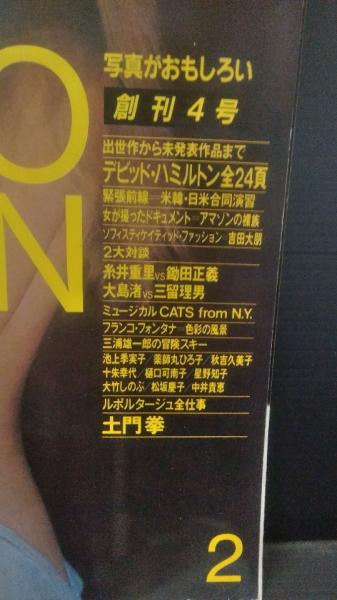 O
N
写真がおもしろい
創刊4号
出世作から未発表作品まで
デビッド・ハミルトン全24頁
緊張前線―米韓・日米合同演習
女が撮ったドキュメント―アマゾンの裸族
ソフィスティケイティッド・ファッション―吉田大朋
2大対談
糸井重里vs鋤田正義
大島渚vs三留理男
ミュージカル CATS from N.Y.
フランコ・フォンタナ―色彩の風景
三浦雄一郎の冒険スキー
池上季実子/薬師丸ひろ子/秋吉久美子
十朱幸代/樋口可南子/星野知子
大竹しのぶ/松坂慶子/中井貴恵
ルポルタージュ全仕事
土門拳
2